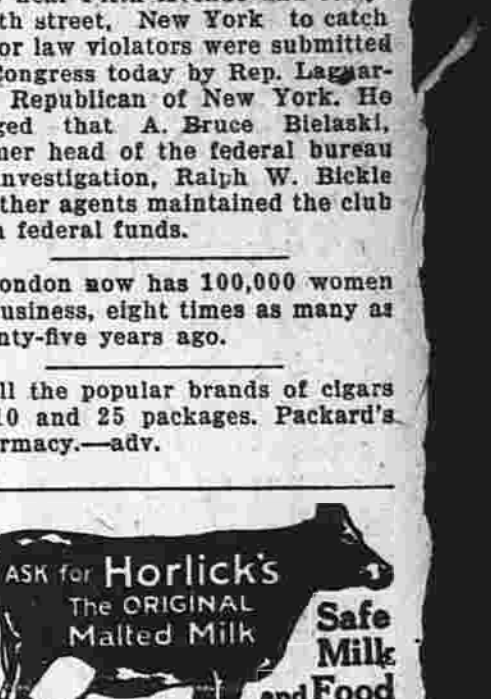 th street, New York to catch
or law violators were submitted
Congress today by Rep. Laguar-
Republican of New York. He
ged that A. Bruce Bielaski,
ner head of the federal bureau
investigation, Ralph W. Bickle
ther agents maintained the club
federal funds.
ondon now has 100,000 women
usiness, eight times as many as
nty-five years ago.
ll the popular brands of cigars
10 and 25 packages. Packard's
rmacy.—adv.
ASK for Horlick's
The ORIGINAL
Malted Milk
Safe
Milk
and Food